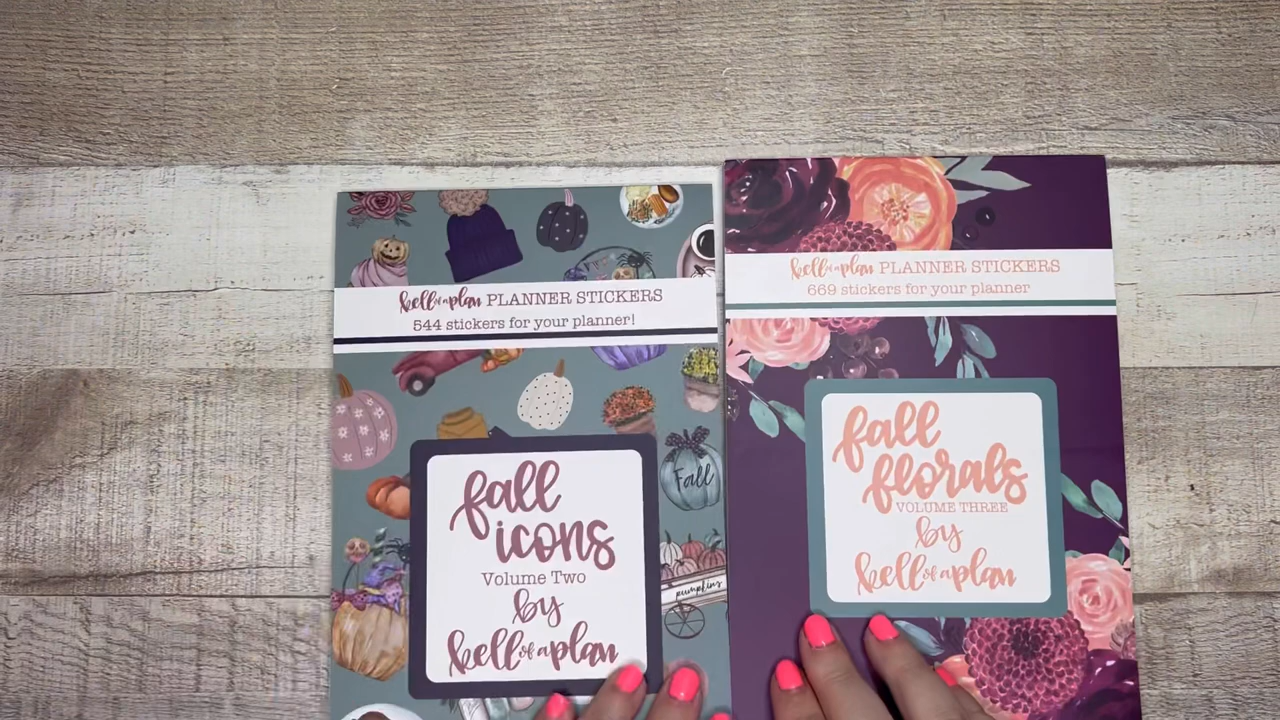 kell of a plan PLANNER STICKERS
544 stickers for your planner!
fall
icons
Volume Two
by
kell of a plan
Fall
pumpkins
kell of a plan PLANNER STICKERS
669 stickers for your planner
fall
florals
VOLUME THREE
by
kell of a plan